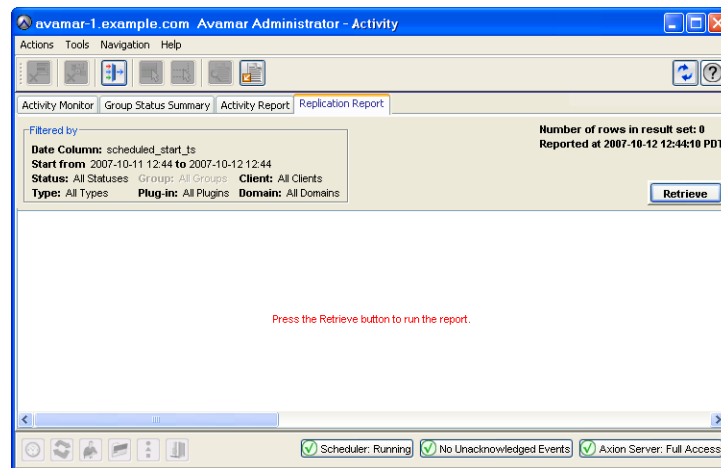 avamar-1.example.com Avamar Administrator - Activity
Actions Tools Navigation Help
Activity Monitor Group Status Summary Activity Report Replication Report
Filtered by
Date Column: scheduled_start_ts
Start from 2007-10-11 12:44 to 2007-10-12 12:44
Status: All Statuses Group: All Groups Client: All Clients
Type: All Types Plug-in: All Plugins Domain: All Domains
Number of rows in result set: 0
Reported at 2007-10-12 12:44:10 PDT
Retrieve
Press the Retrieve button to run the report.
Scheduler: Running No Unacknowledged Events Axion Server: Full Access